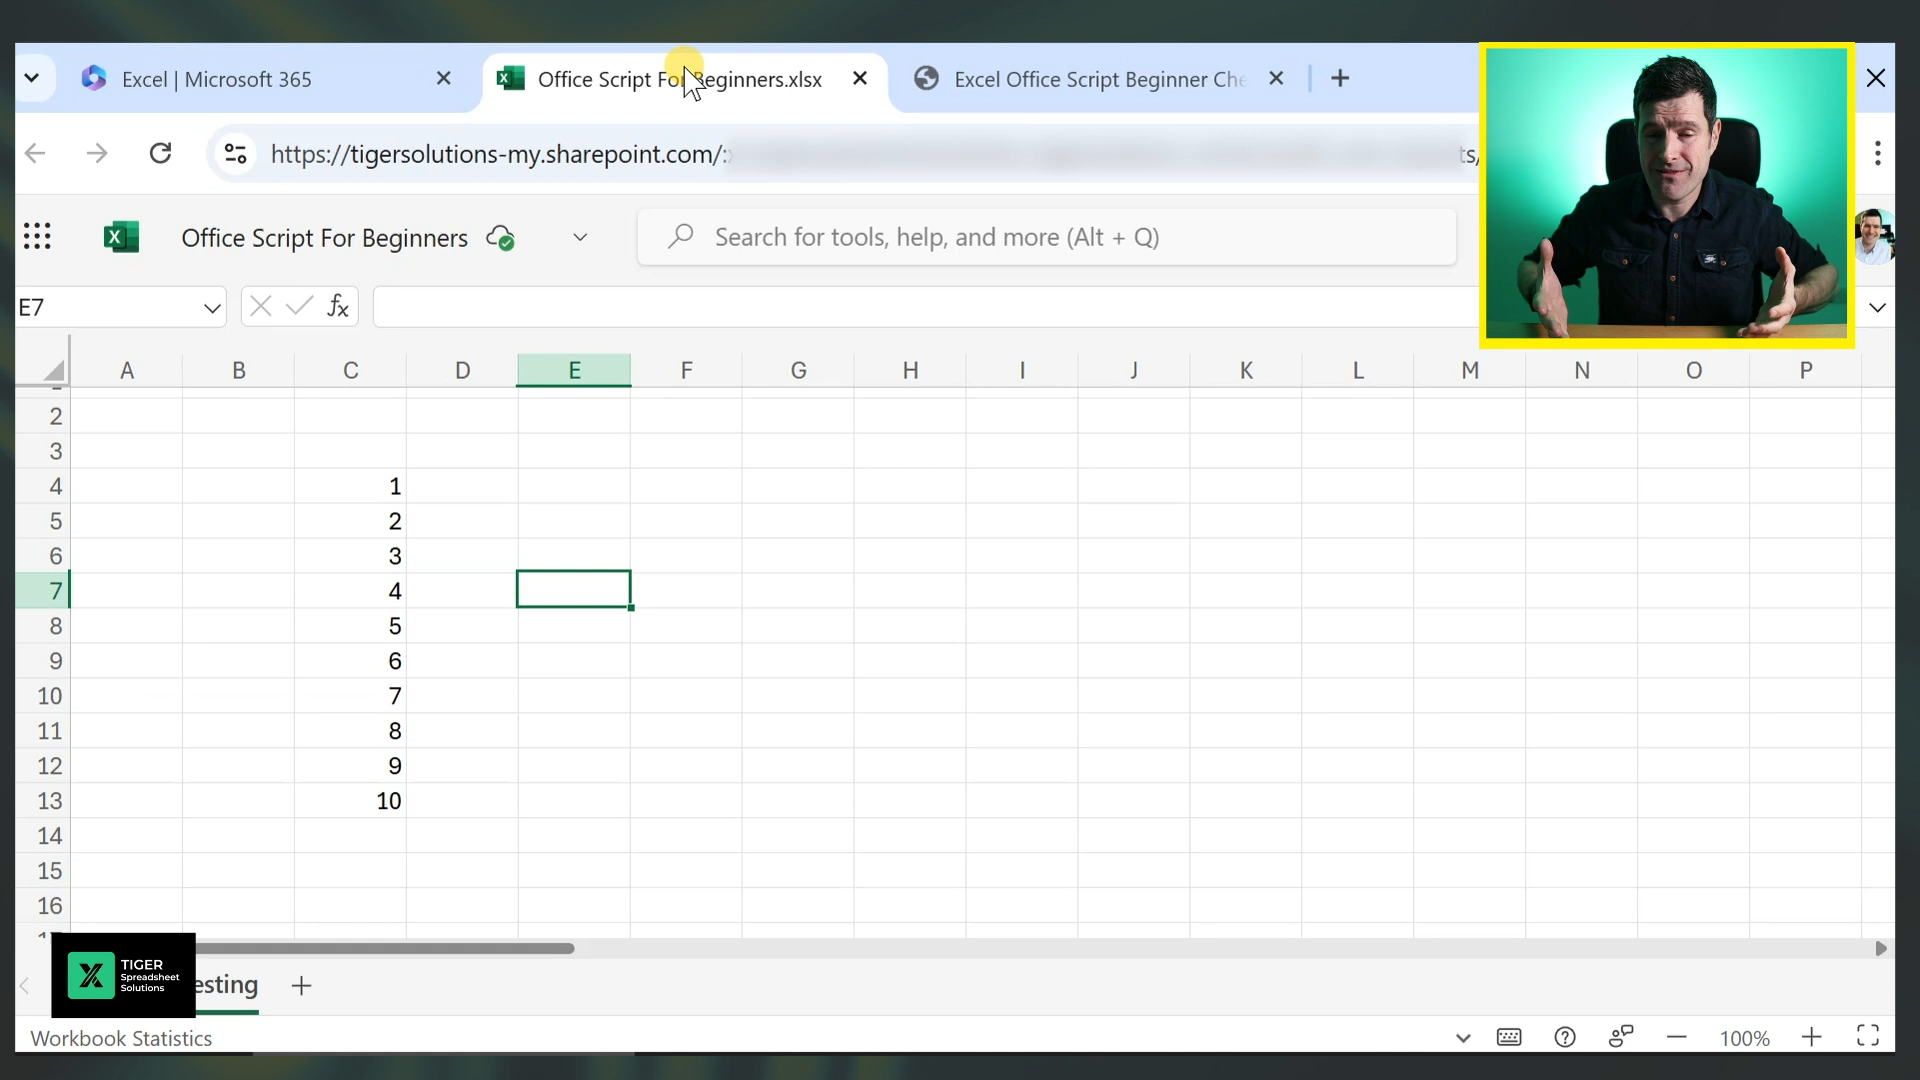 Excel | Microsoft 365
Office Script For Beginners.xlsx
Excel Office Script Beginner Che
https://tigersolutions-my.sharepoint.com/:
ts/
Office Script For Beginners
Search for tools, help, and more (Alt + Q)
E7
fx
A B C D E F G H I J K L M N O P
2
3
4 1
5 2
6 3
7 4
8 5
9 6
10 7
11 8
12 9
13 10
14
15
16
TIGER
Spreadsheet
Solutions
esting
Workbook Statistics
100%